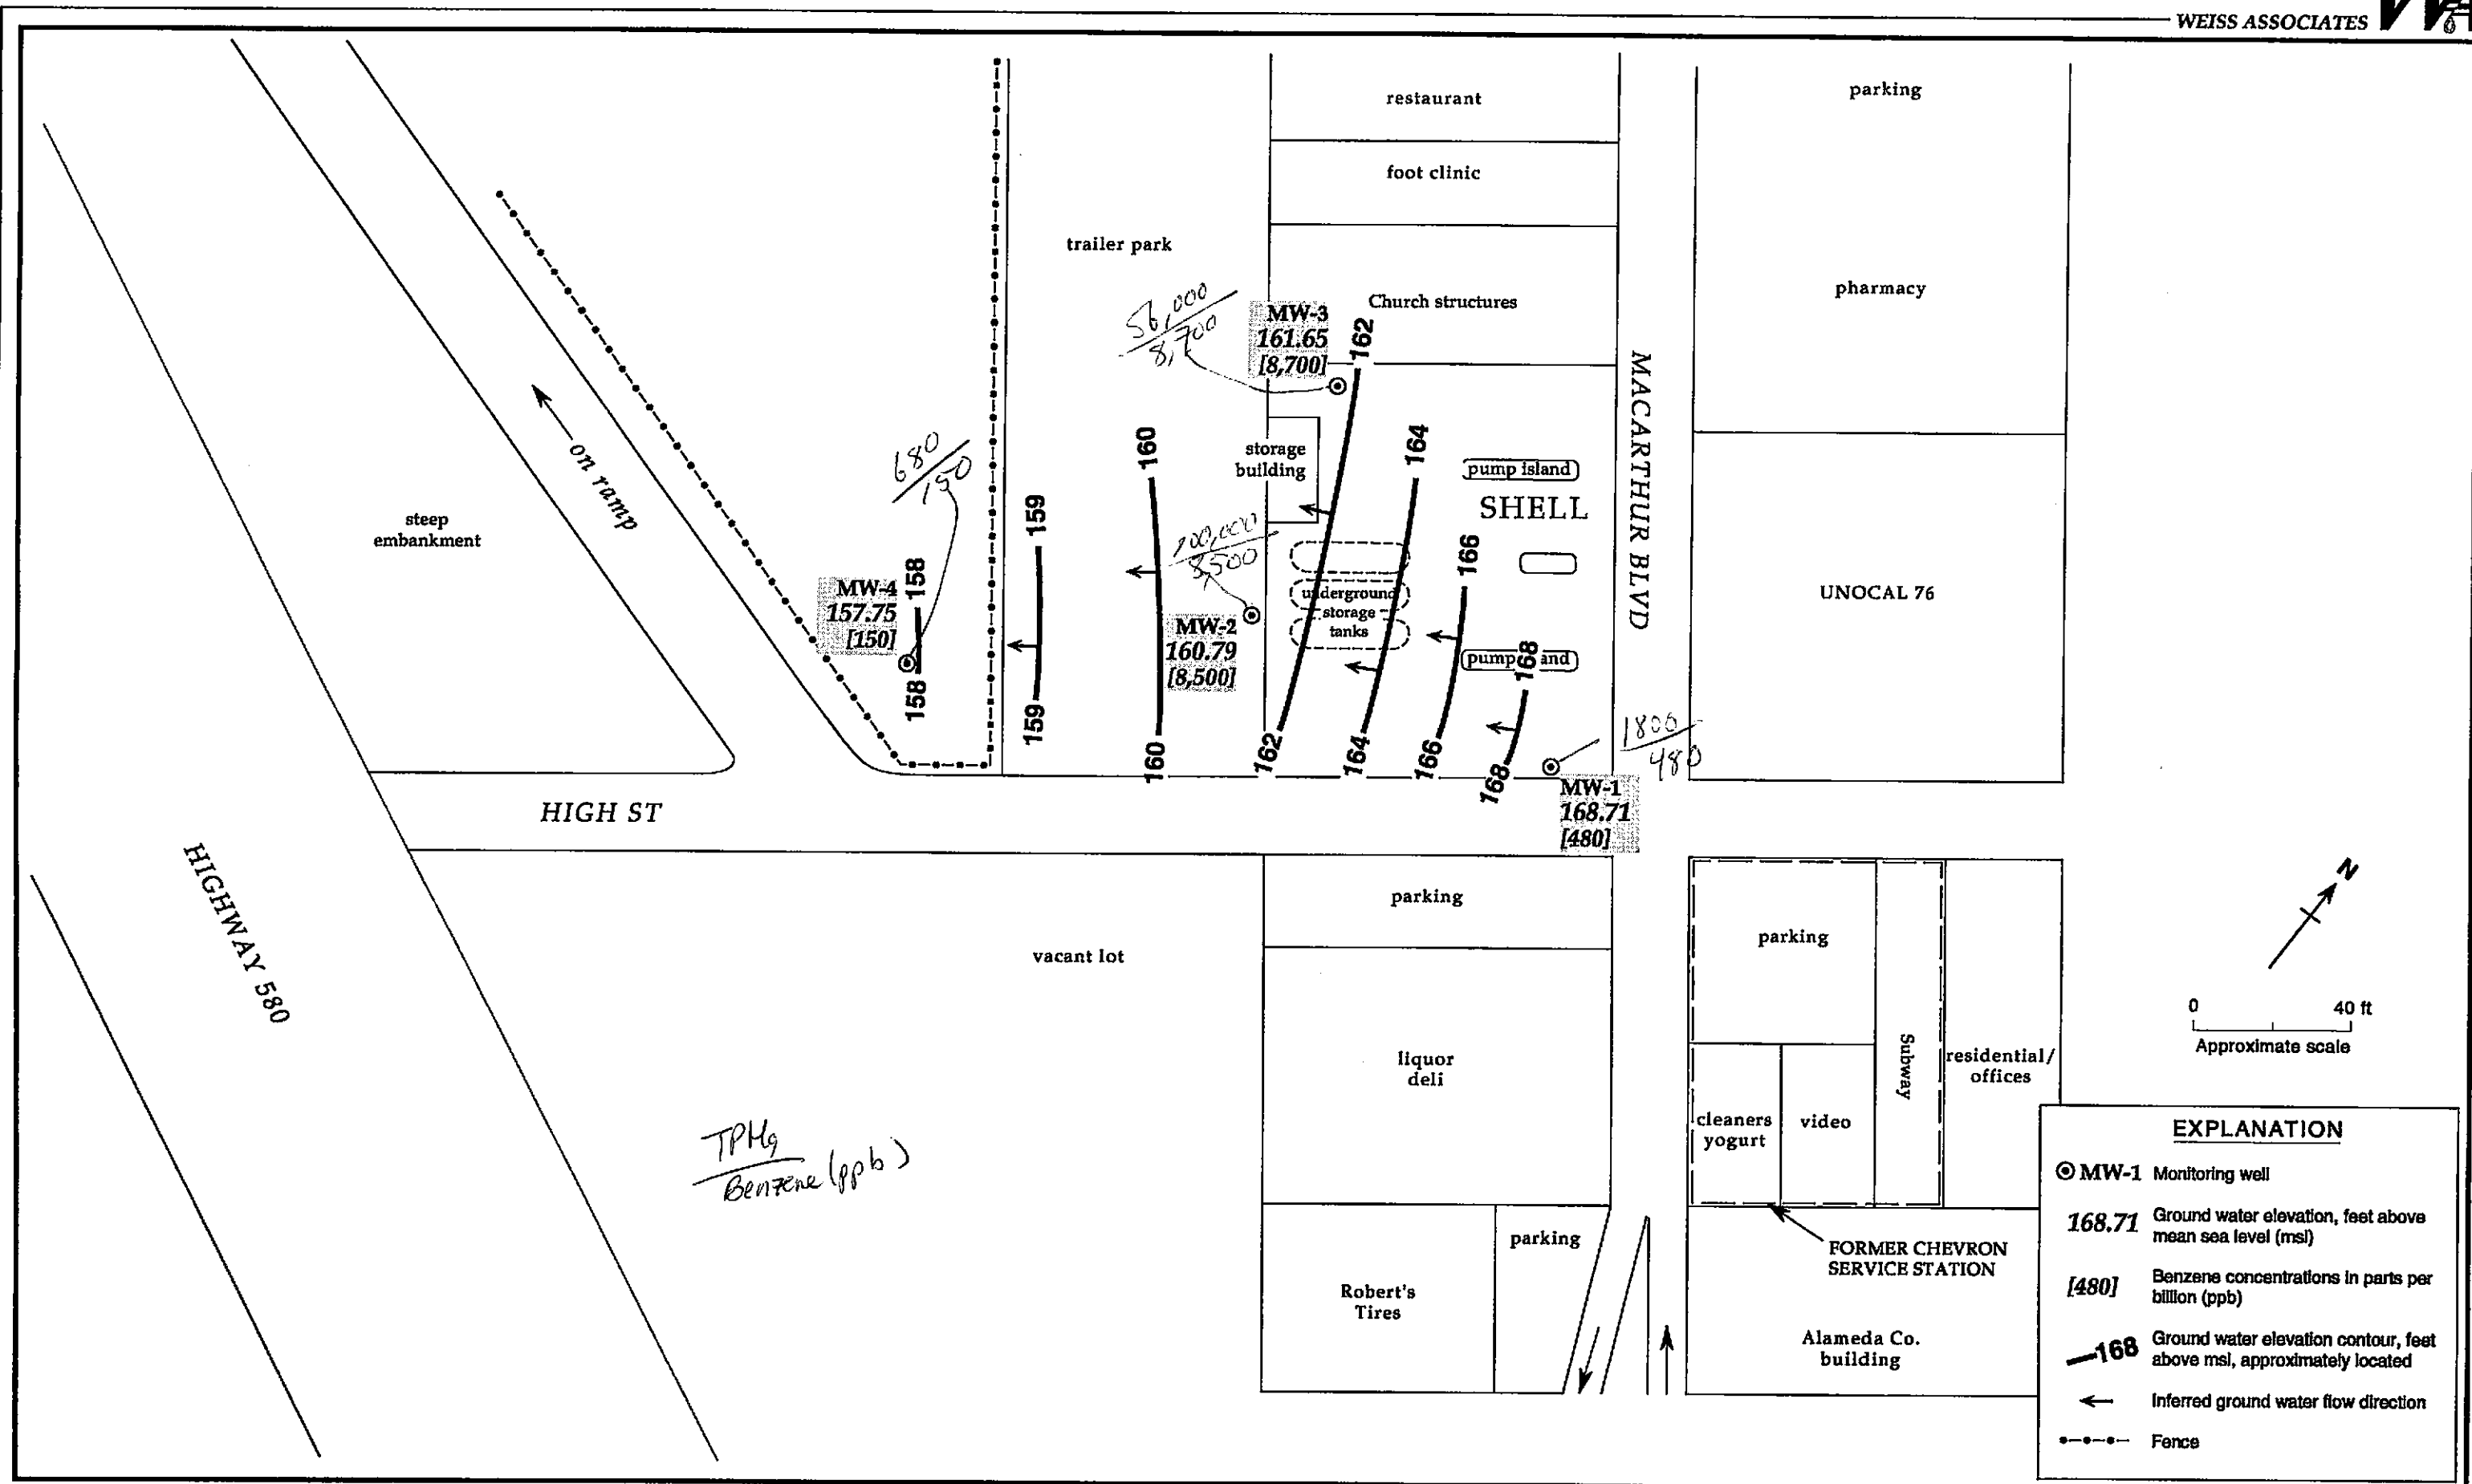 WEISS ASSOCIATES
restaurant
parking
foot clinic
trailer park
Church structures
pharmacy
56,000
8,700
MW-3
161.65
[8,700]
162
MACARTHUR BLVD
on ramp
680
150
160
storage
building
164
pump island
SHELL
steep
embankment
159
158
8,500
166
underground
storage
tanks
UNOCAL 76
MW-4
157.75
[150]
MW-2
160.79
[8,500]
168
158
159
160
162
164
166
168
1800
480
MW-1
168.71
[480]
HIGH ST
HIGHWAY 580
N
parking
parking
vacant lot
0 40 ft
Approximate scale
liquor
deli
Subway
residential/
offices
cleaners
yogurt
video
TPHg
Benzene (ppb)
parking
FORMER CHEVRON
SERVICE STATION
Robert's
Tires
Alameda Co.
building
EXPLANATION
MW-1 Monitoring well
168.71 Ground water elevation, feet above
mean sea level (msl)
[480] Benzene concentrations in parts per
billion (ppb)
168 Ground water elevation contour, feet
above msl, approximately located
Inferred ground water flow direction
Fence